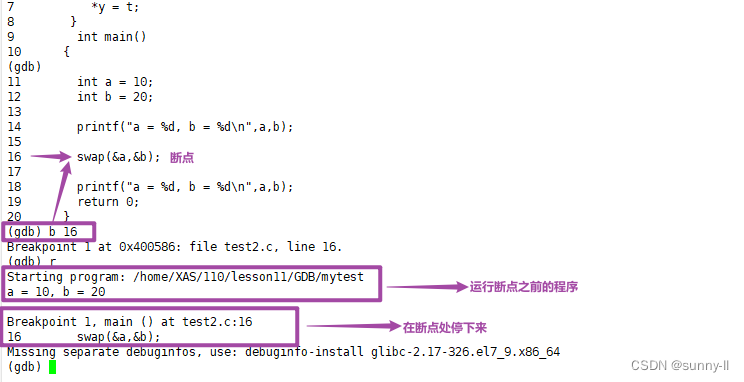 7          *y = t;
8       }
9        int main()
10      {
(gdb)
11        int a = 10;
12        int b = 20;
13
14        printf("a = %d, b = %d\n",a,b);
15
16        swap(&a,&b); 断点
17
18        printf("a = %d, b = %d\n",a,b);
19        return 0;
20      }
(gdb) b 16
Breakpoint 1 at 0x400586: file test2.c, line 16.
(gdb) r
Starting program: /home/XAS/110/lesson11/GDB/mytest
运行断点之前的程序
a = 10, b = 20
Breakpoint 1, main () at test2.c:16
在断点处停下来
16        swap(&a,&b);
Missing separate debuginfos, use: debuginfo-install glibc-2.17-326.el7_9.x86_64
(gdb)
CSDN @sunny-ll